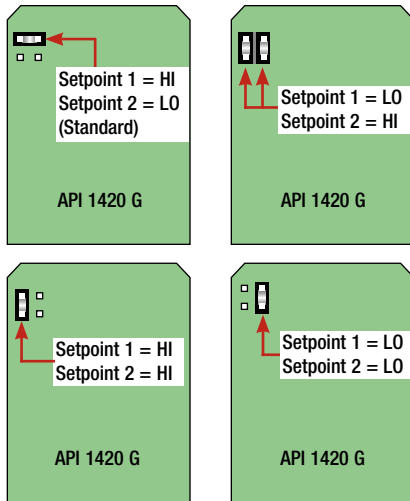 Setpoint 1 = HI
Setpoint 2 = LO
(Standard)
API 1420 G
Setpoint 1 = LO
Setpoint 2 = HI
API 1420 G
Setpoint 1 = HI
Setpoint 2 = HI
API 1420 G
Setpoint 1 = LO
Setpoint 2 = LO
API 1420 G